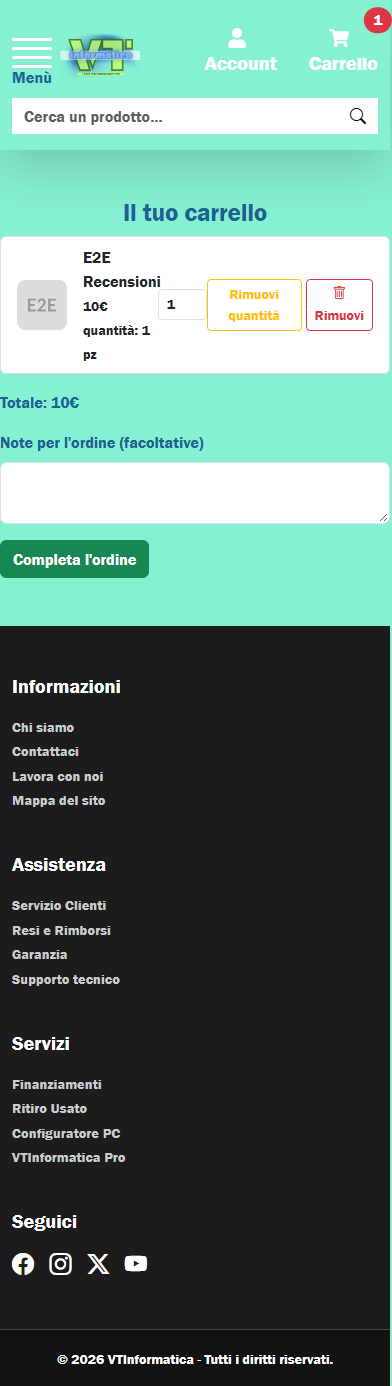 1
Menù
VTi
Informatica
Account
Carrello
Cerca un prodotto...
Il tuo carrello
E2E
E2E
Recensioni
10€
quantità: 1
pz
1
Rimuovi
quantità
Rimuovi
Totale: 10€
Note per l'ordine (facoltative)
Completa l'ordine
Informazioni
Chi siamo
Contattaci
Lavora con noi
Mappa del sito
Assistenza
Servizio Clienti
Resi e Rimborsi
Garanzia
Supporto tecnico
Servizi
Finanziamenti
Ritiro Usato
Configuratore PC
VTInformatica Pro
Seguici
© 2026 VTInformatica - Tutti i diritti riservati.